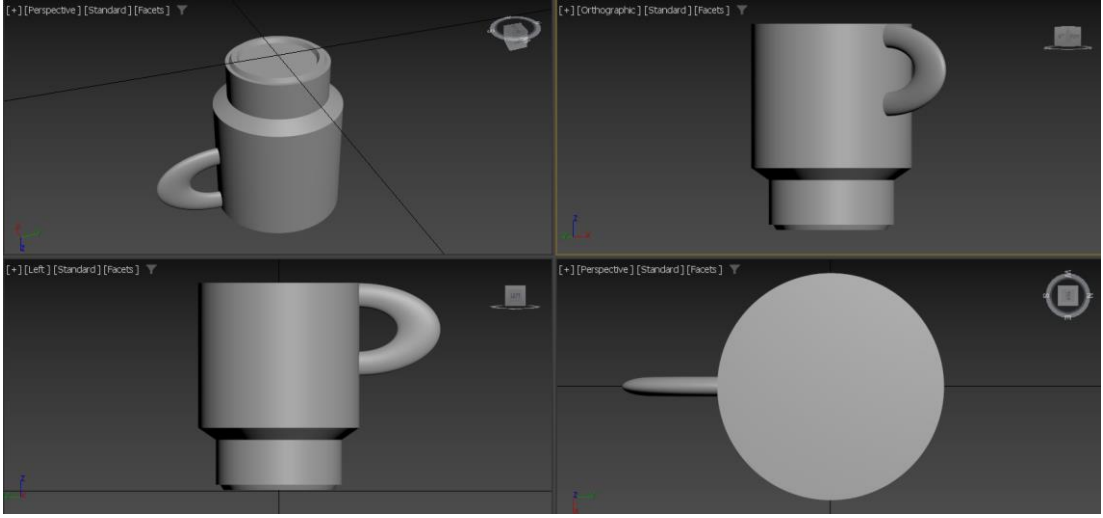 [+] [Perspective] [Standard] [Facets]
[+] [Orthographic] [Standard] [Facets]
[+] [Left] [Standard] [Facets]
[+] [Perspective] [Standard] [Facets]